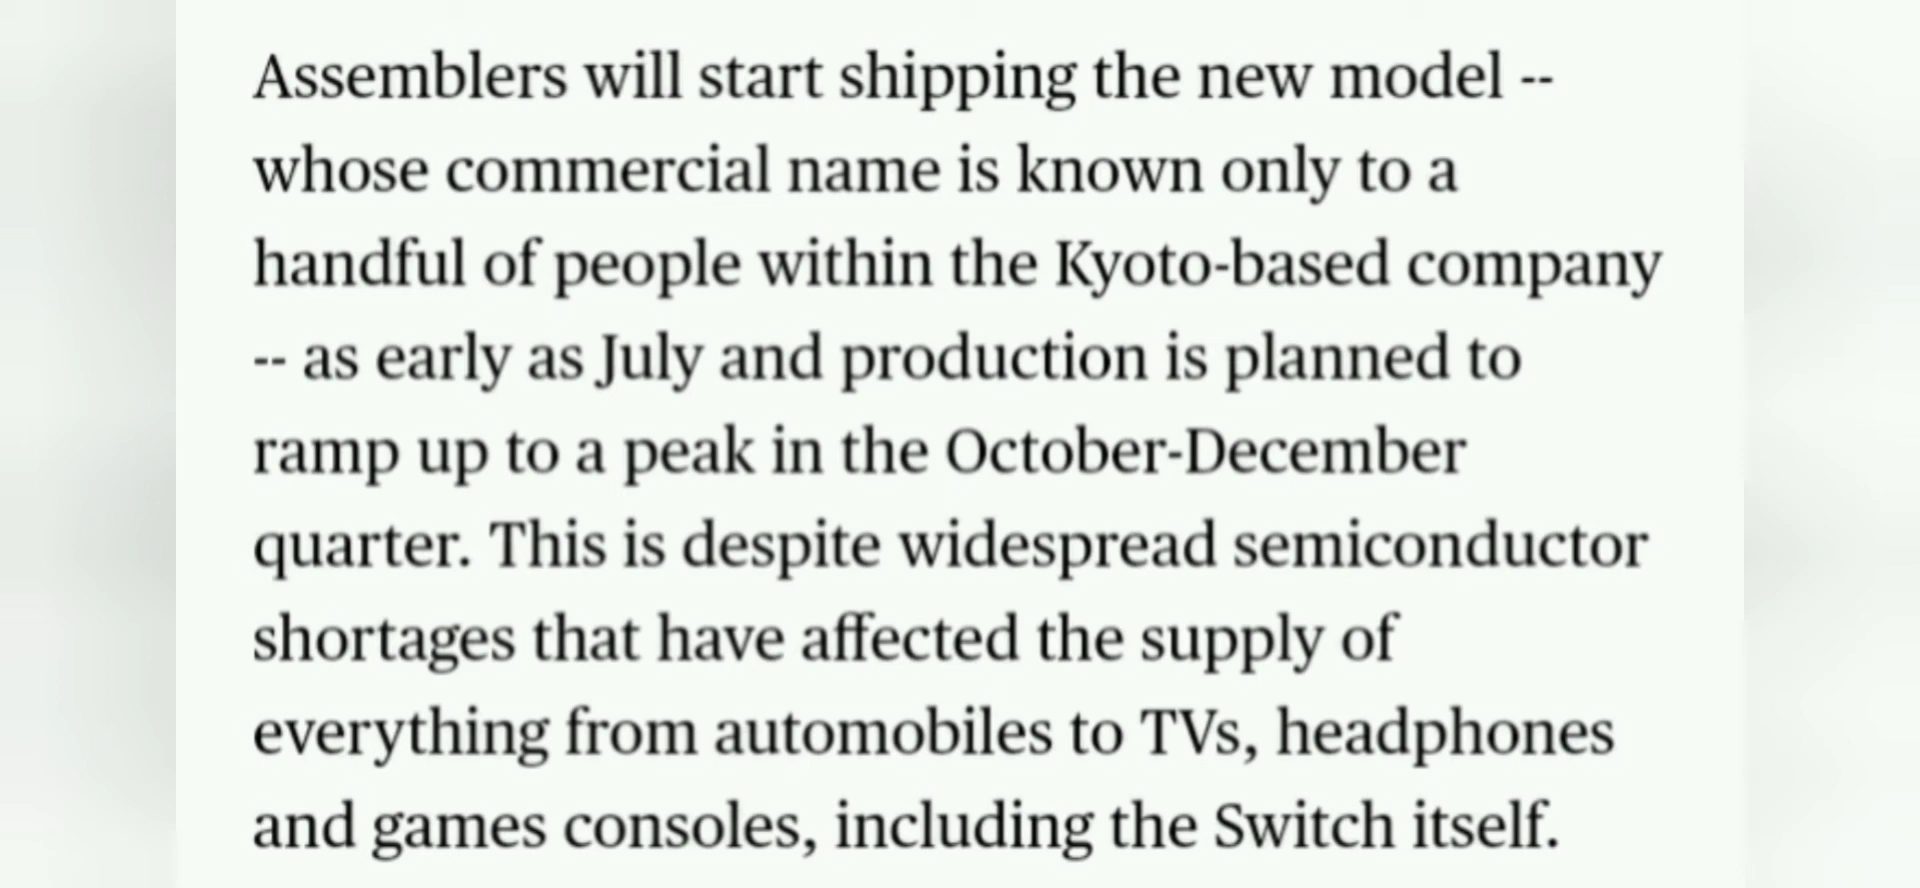 Assemblers will start shipping the new model --
whose commercial name is known only to a
handful of people within the Kyoto-based company
-- as early as July and production is planned to
ramp up to a peak in the October-December
quarter. This is despite widespread semiconductor
shortages that have affected the supply of
everything from automobiles to TVs, headphones
and games consoles, including the Switch itself.